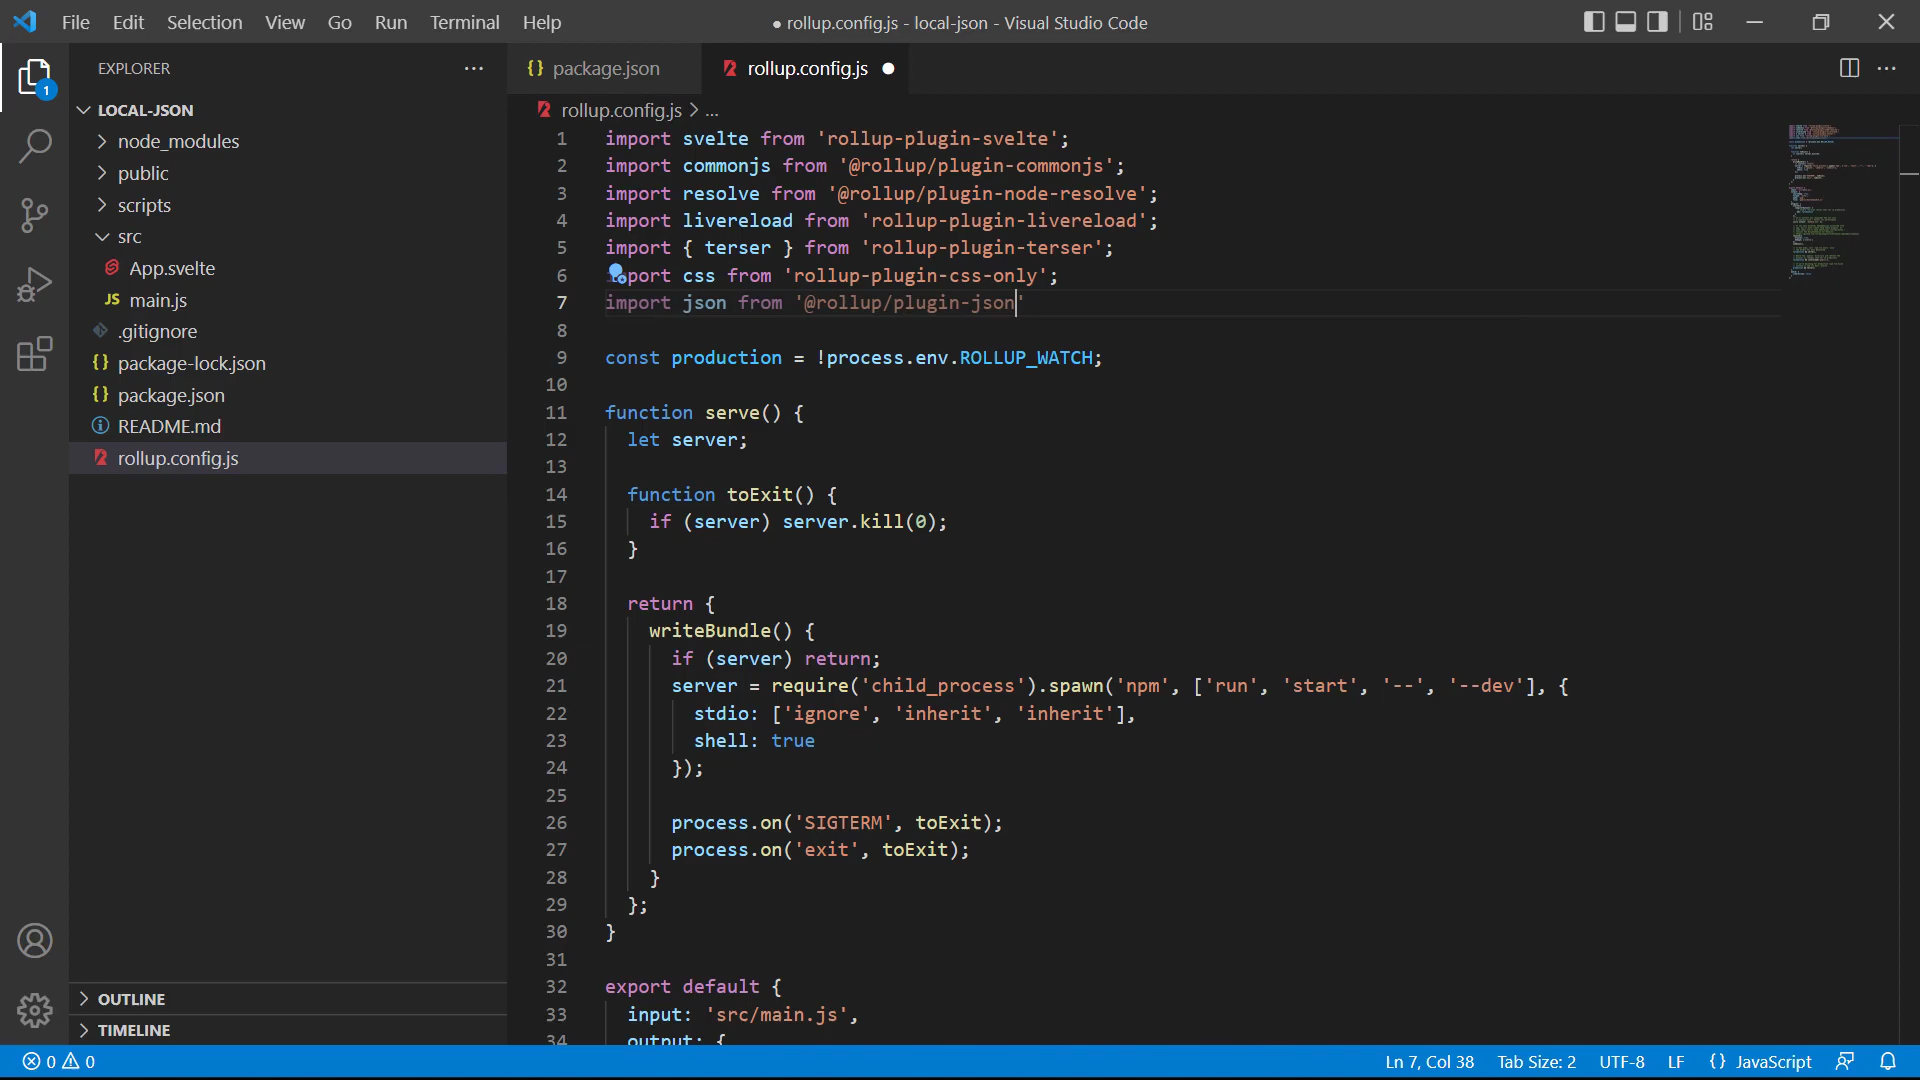 File Edit Selection View Go Run Terminal Help
● rollup.config.js - local-json - Visual Studio Code
EXPLORER
1
LOCAL-JSON
node_modules
public
scripts
src
App.svelte
JS main.js
.gitignore
{} package-lock.json
{} package.json
README.md
rollup.config.js
OUTLINE
TIMELINE
{} package.json
rollup.config.js ●
rollup.config.js > ...
1 import svelte from 'rollup-plugin-svelte';
2 import commonjs from '@rollup/plugin-commonjs';
3 import resolve from '@rollup/plugin-node-resolve';
4 import livereload from 'rollup-plugin-livereload';
5 import { terser } from 'rollup-plugin-terser';
6 import css from 'rollup-plugin-css-only';
7 import json from '@rollup/plugin-json'
8
9 const production = !process.env.ROLLUP_WATCH;
10
11 function serve() {
12 let server;
13
14 function toExit() {
15 if (server) server.kill(0);
16 }
17
18 return {
19 writeBundle() {
20 if (server) return;
21 server = require('child_process').spawn('npm', ['run', 'start', '--', '--dev'], {
22 stdio: ['ignore', 'inherit', 'inherit'],
23 shell: true
24 });
25
26 process.on('SIGTERM', toExit);
27 process.on('exit', toExit);
28 }
29 };
30 }
31
32 export default {
33 input: 'src/main.js',
34 output: {
0 0
Ln 7, Col 38 Tab Size: 2 UTF-8 LF {} JavaScript